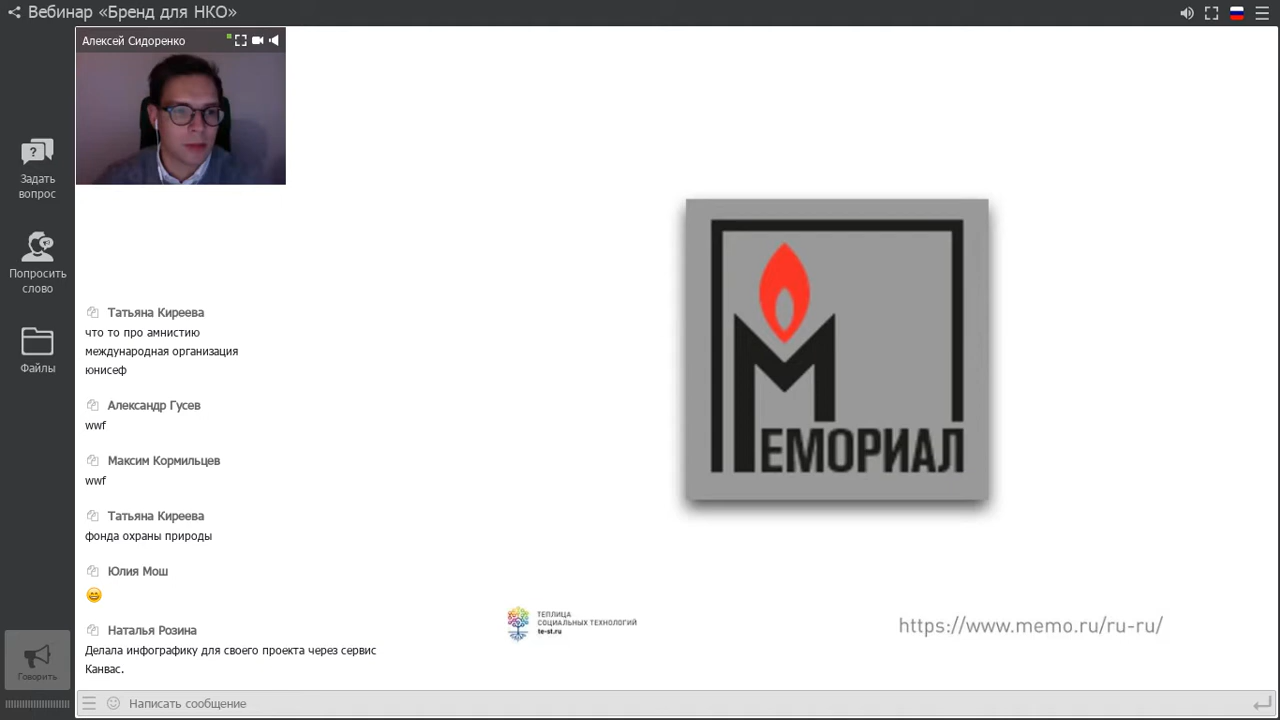 Вебинар «Бренд для НКО»
Алексей Сидоренко
Задать
вопрос
Попросить
слово
Файлы
Говорить
Татьяна Киреева
что то про амнистию
международная организация
юнисеф
Александр Гусев
wwf
Максим Кормильцев
wwf
Татьяна Киреева
фонда охраны природы
Юлия Мош
Наталья Розина
Делала инфографику для своего проекта через сервис
Канвас.
Написать сообщение
МЕМОРИАЛ
ТЕПЛИЦА
СОЦИАЛЬНЫХ ТЕХНОЛОГИЙ
te-st.ru
https://www.memo.ru/ru-ru/